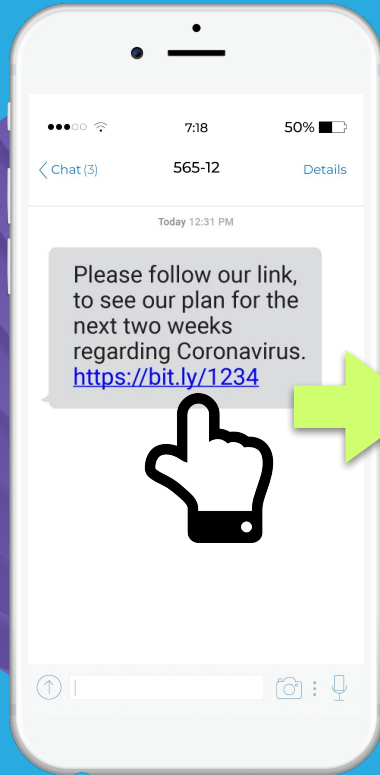 7:18
50%
Chat (3)
565-12
Details
Today 12:31 PM
Please follow our link,
to see our plan for the
next two weeks
regarding Coronavirus.
https://bit.ly/1234